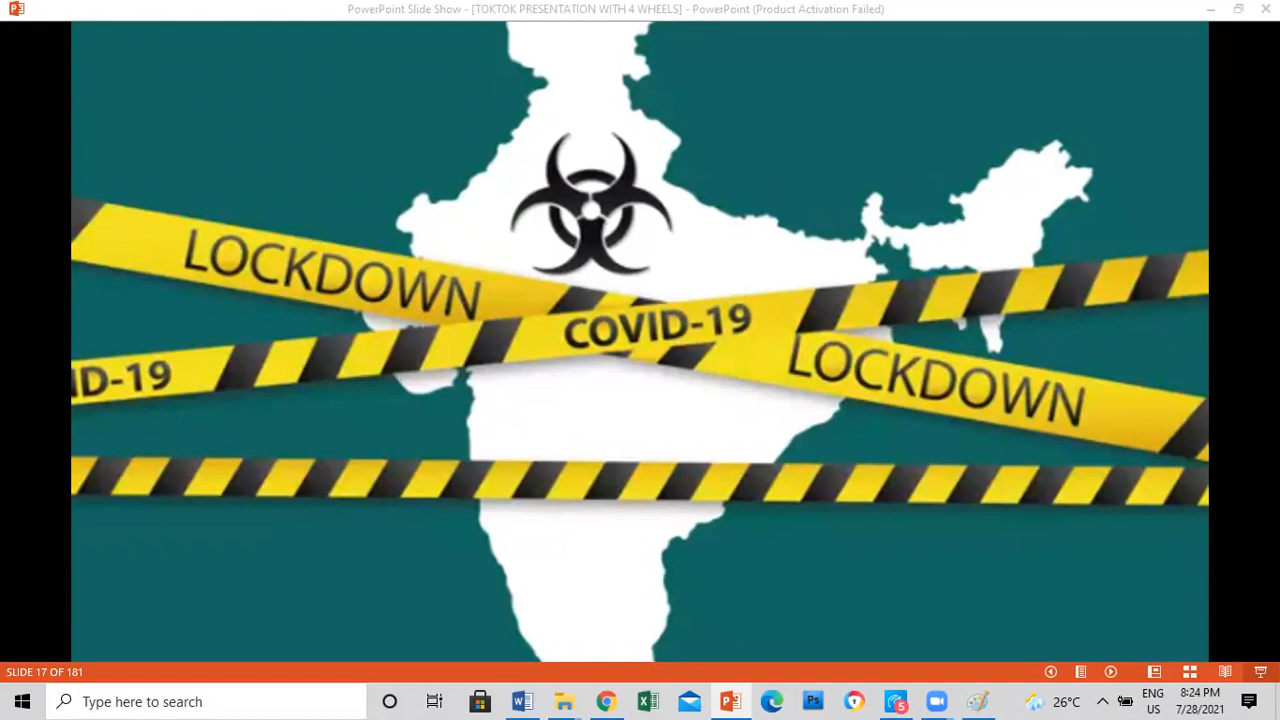 PowerPoint Slide Show - [TOKTOK PRESENTATION WITH 4 WHEELS] - PowerPoint (Product Activation Failed)
LOCKDOWN
COVID-19
LOCKDOWN
ID-19
SLIDE 17 OF 181
Type here to search
5
26°C
ENG
US
8:24 PM
7/28/2021